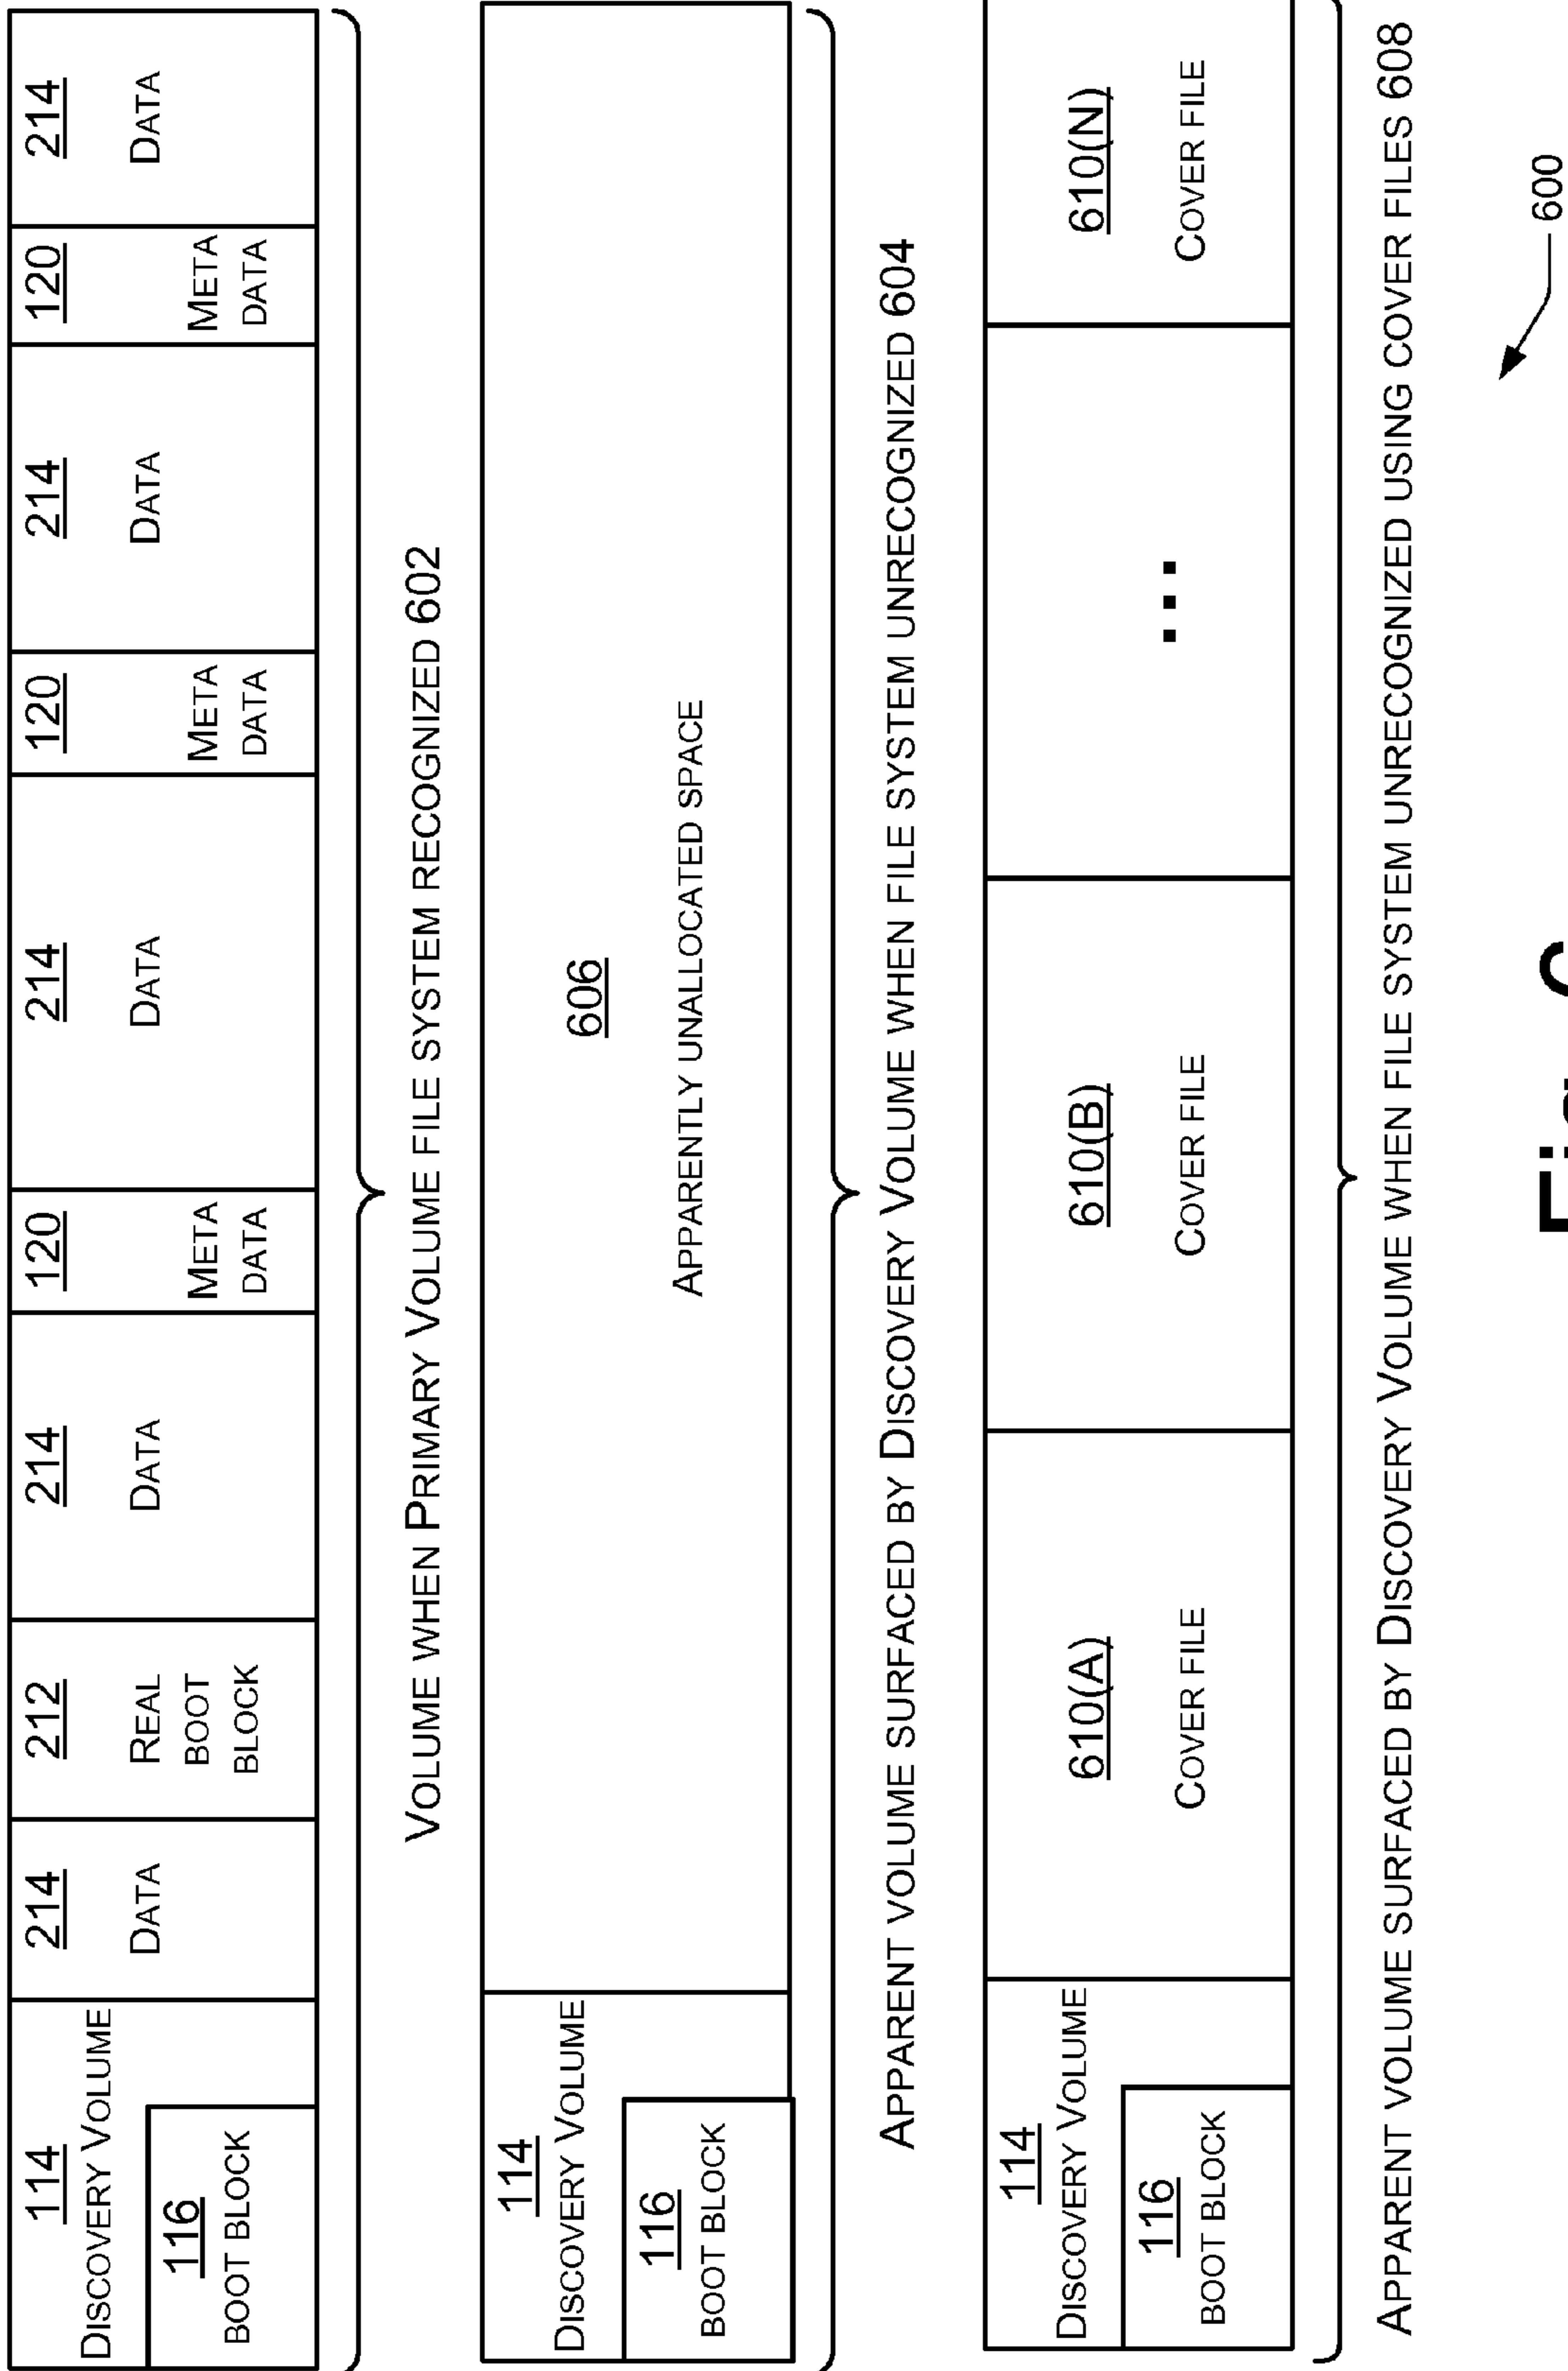 114
DISCOVERY VOLUME
116
BOOT BLOCK
214
DATA
212
REAL
BOOT
BLOCK
214
DATA
120
META
DATA
214
DATA
120
META
DATA
214
DATA
120
META
DATA
214
DATA
VOLUME WHEN PRIMARY VOLUME FILE SYSTEM RECOGNIZED 602
114
DISCOVERY VOLUME
116
BOOT BLOCK
606
APPARENTLY UNALLOCATED SPACE
APPARENT VOLUME SURFACED BY DISCOVERY VOLUME WHEN FILE SYSTEM UNRECOGNIZED 604
114
DISCOVERY VOLUME
116
BOOT BLOCK
610(A)
COVER FILE
610(B)
COVER FILE
...
610(N)
COVER FILE
APPARENT VOLUME SURFACED BY DISCOVERY VOLUME WHEN FILE SYSTEM UNRECOGNIZED USING COVER FILES 608
600